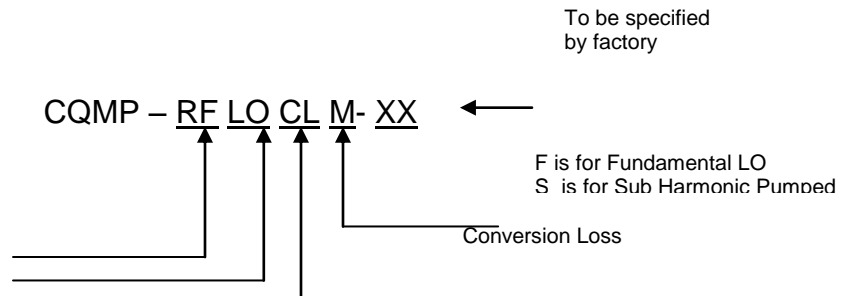 To be specified
by factory
CQMP – RF LO CL M- XX
F is for Fundamental LO
S is for Sub Harmonic Pumped
Conversion Loss